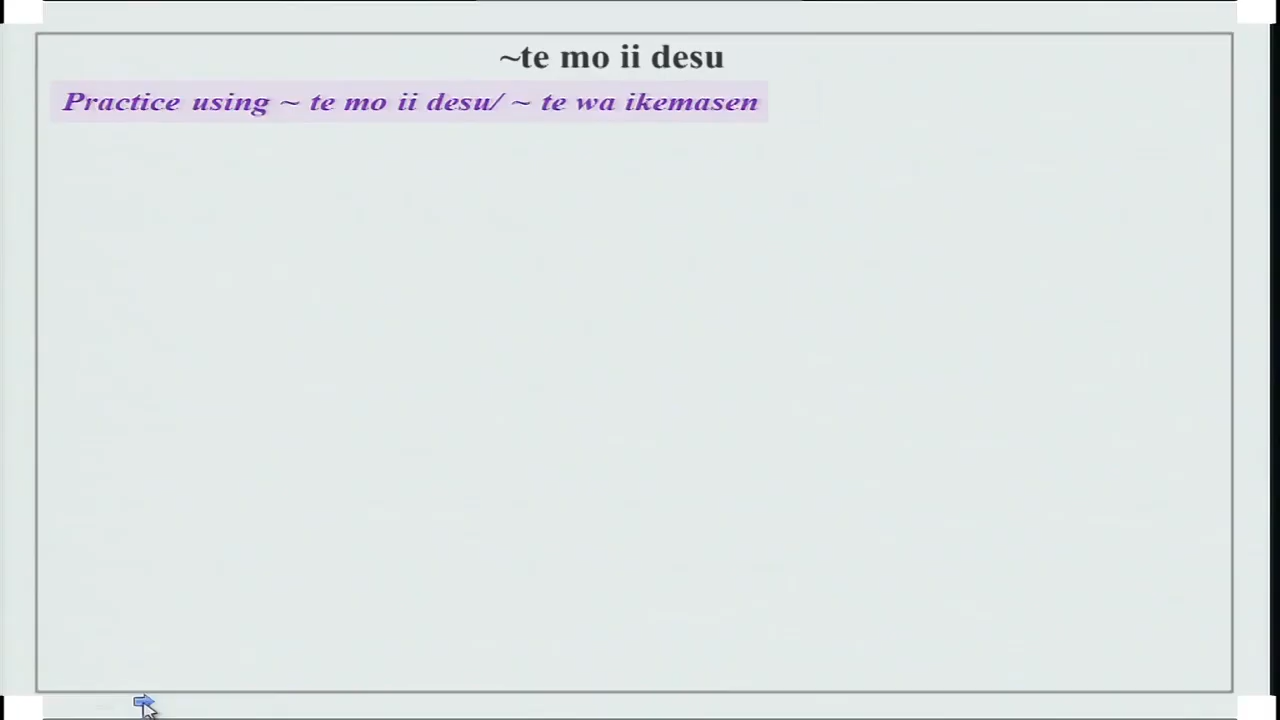 ~te mo ii desu
Practice using ~ te mo ii desu/ ~ te wa ikemasen